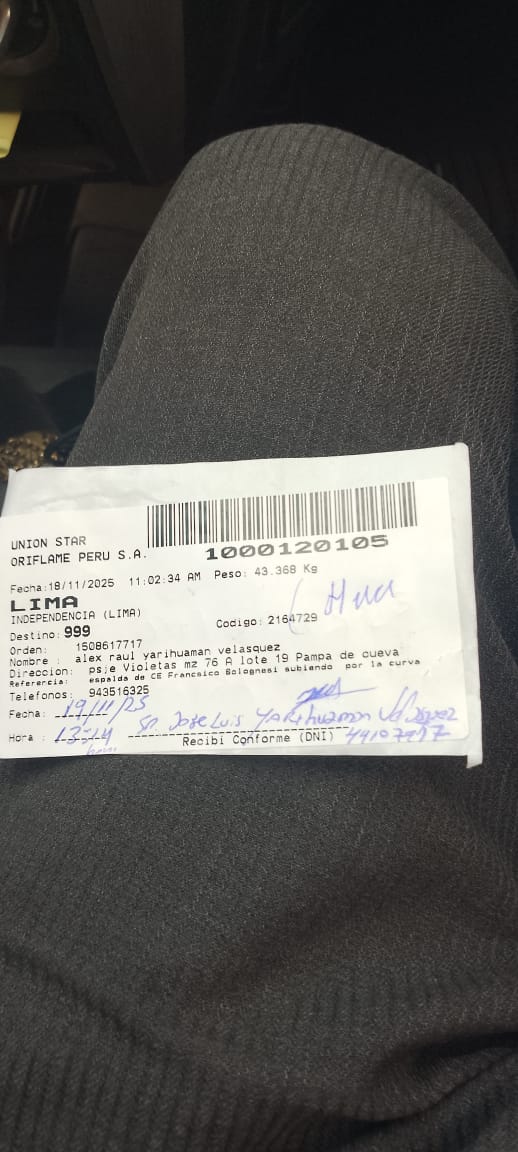 UNION STAR
ORIFLAME PERU S.A.
1000120105
Fecha:18/11/2025 11:02:34 AM Peso: 43.368 Kg
LIMA
INDEPENDENCIA (LIMA)
Destino: 999
Codigo: 2164729
Orden: 1508617717
Nombre : alex raul yarihuaman velasquez
Direccion: psje Violetas mz 76 A lote 19 Pampa de cueva
Referencia: espalda de CE Francsico Bolognesi subiendo por la curva
Telefonos: 943516325
Fecha: 19/11/25
Hora : 13:14 Sr. Jose Luis Yarihuaman
Recibi Conforme (DNI)